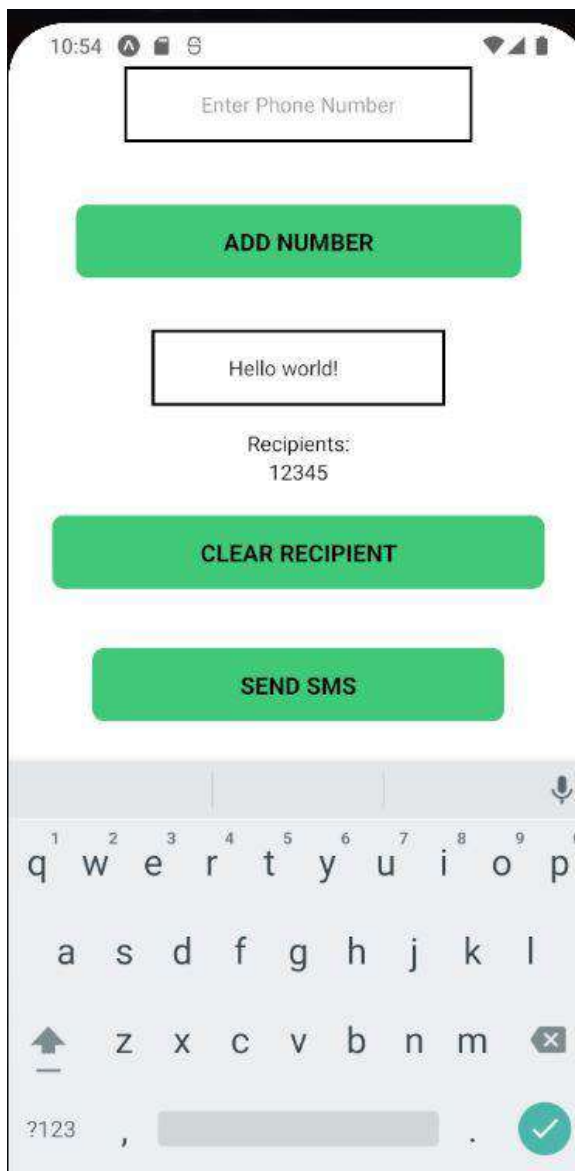 10:54
Enter Phone Number
ADD NUMBER
Hello world!
Recipients:
12345
CLEAR RECIPIENT
SEND SMS
1 2 3 4 5 6 7 8 9
q w e r t y u i o p
a s d f g h j k l
z x c v b n m
?123 , .